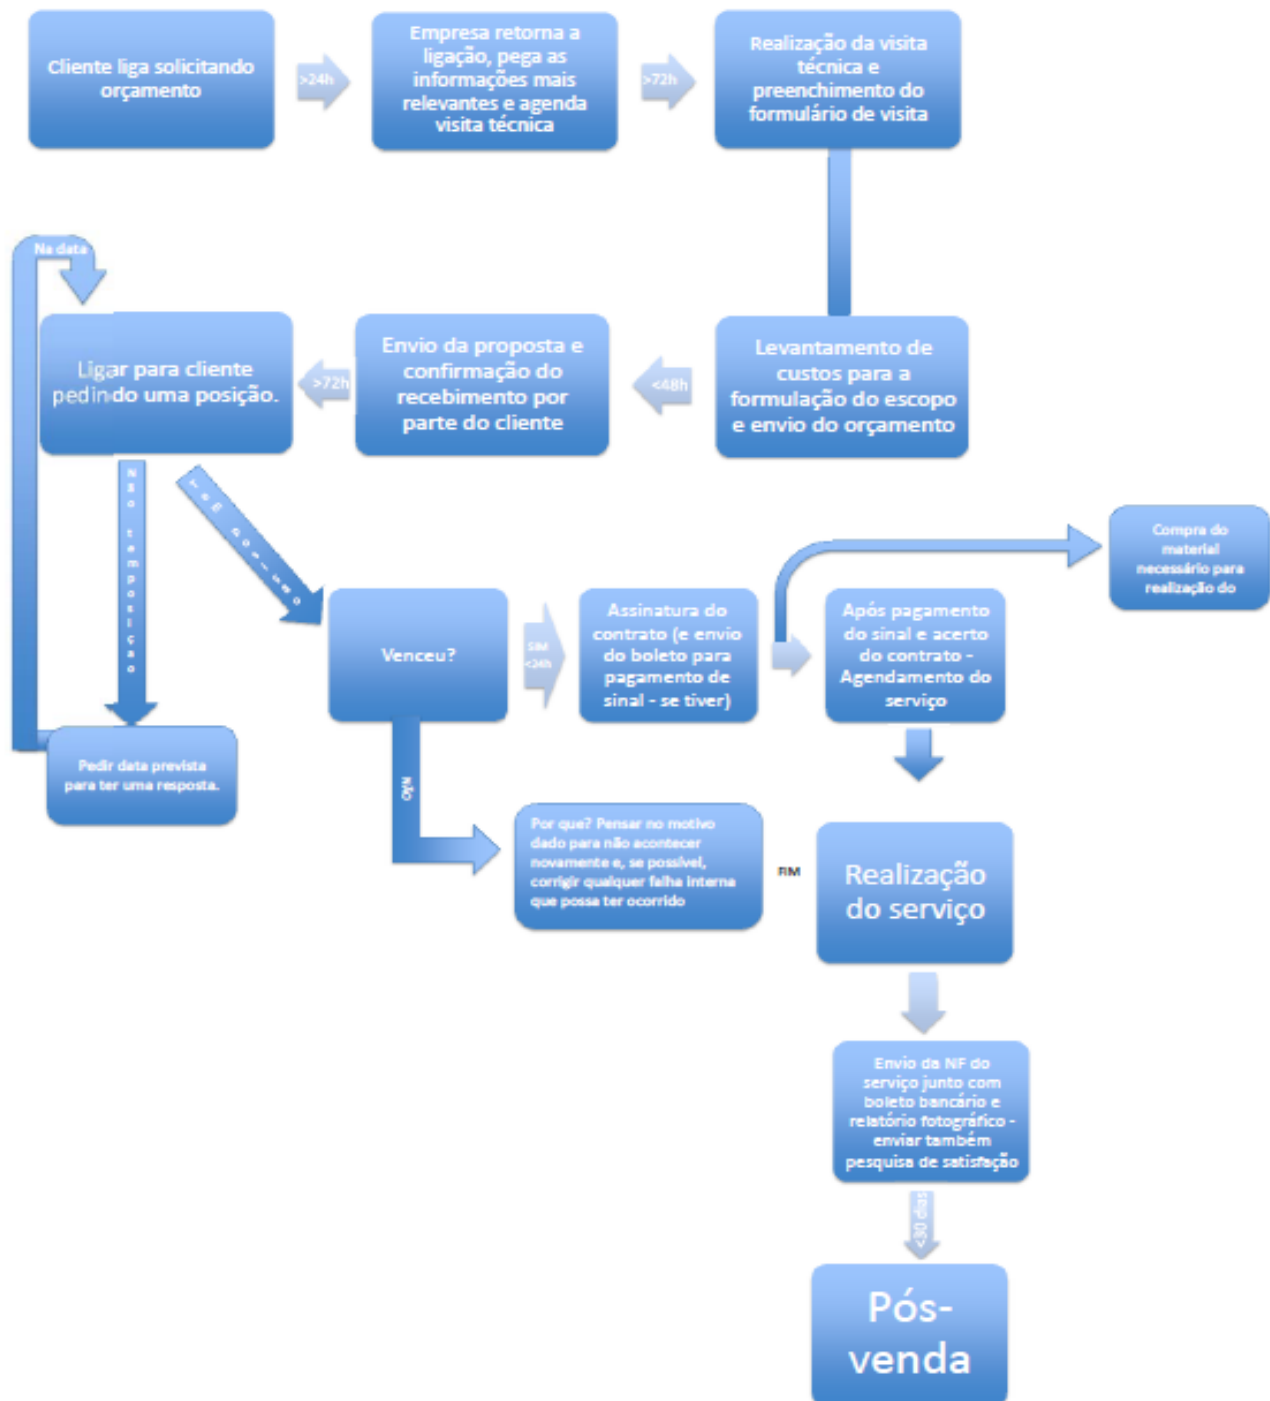 Cliente liga solicitando
orçamento
>24h
Empresa retorna a
ligação, pega as
informações mais
relevantes e agenda
visita técnica
>72h
Realização da visita
técnica e
preenchimento do
formulário de visita
Levantamento de
custos para a
formulação do escopo
e envio do orçamento
<48h
Envio da proposta e
confirmação do
recebimento por
parte do cliente
>72h
Ligar para cliente
pedindo uma posição.
Na data
Não tem posição
Pedir data prevista
para ter uma resposta.
Venceu?
SIM
<24h
Assinatura do
contrato (e envio
do boleto para
pagamento de
sinal - se tiver)
Após pagamento
do sinal e acerto
do contrato -
Agendamento do
serviço
Compra do
material
necessário para
realização do
NÃO
Por que? Pensar no motivo
dado para não acontecer
novamente e, se possível,
corrigir qualquer falha interna
que possa ter ocorrido
FIM
Realização
do serviço
Envio da NF do
serviço junto com
boleto bancário e
relatório fotográfico -
enviar também
pesquisa de satisfação
<30 dias
Pós-
venda